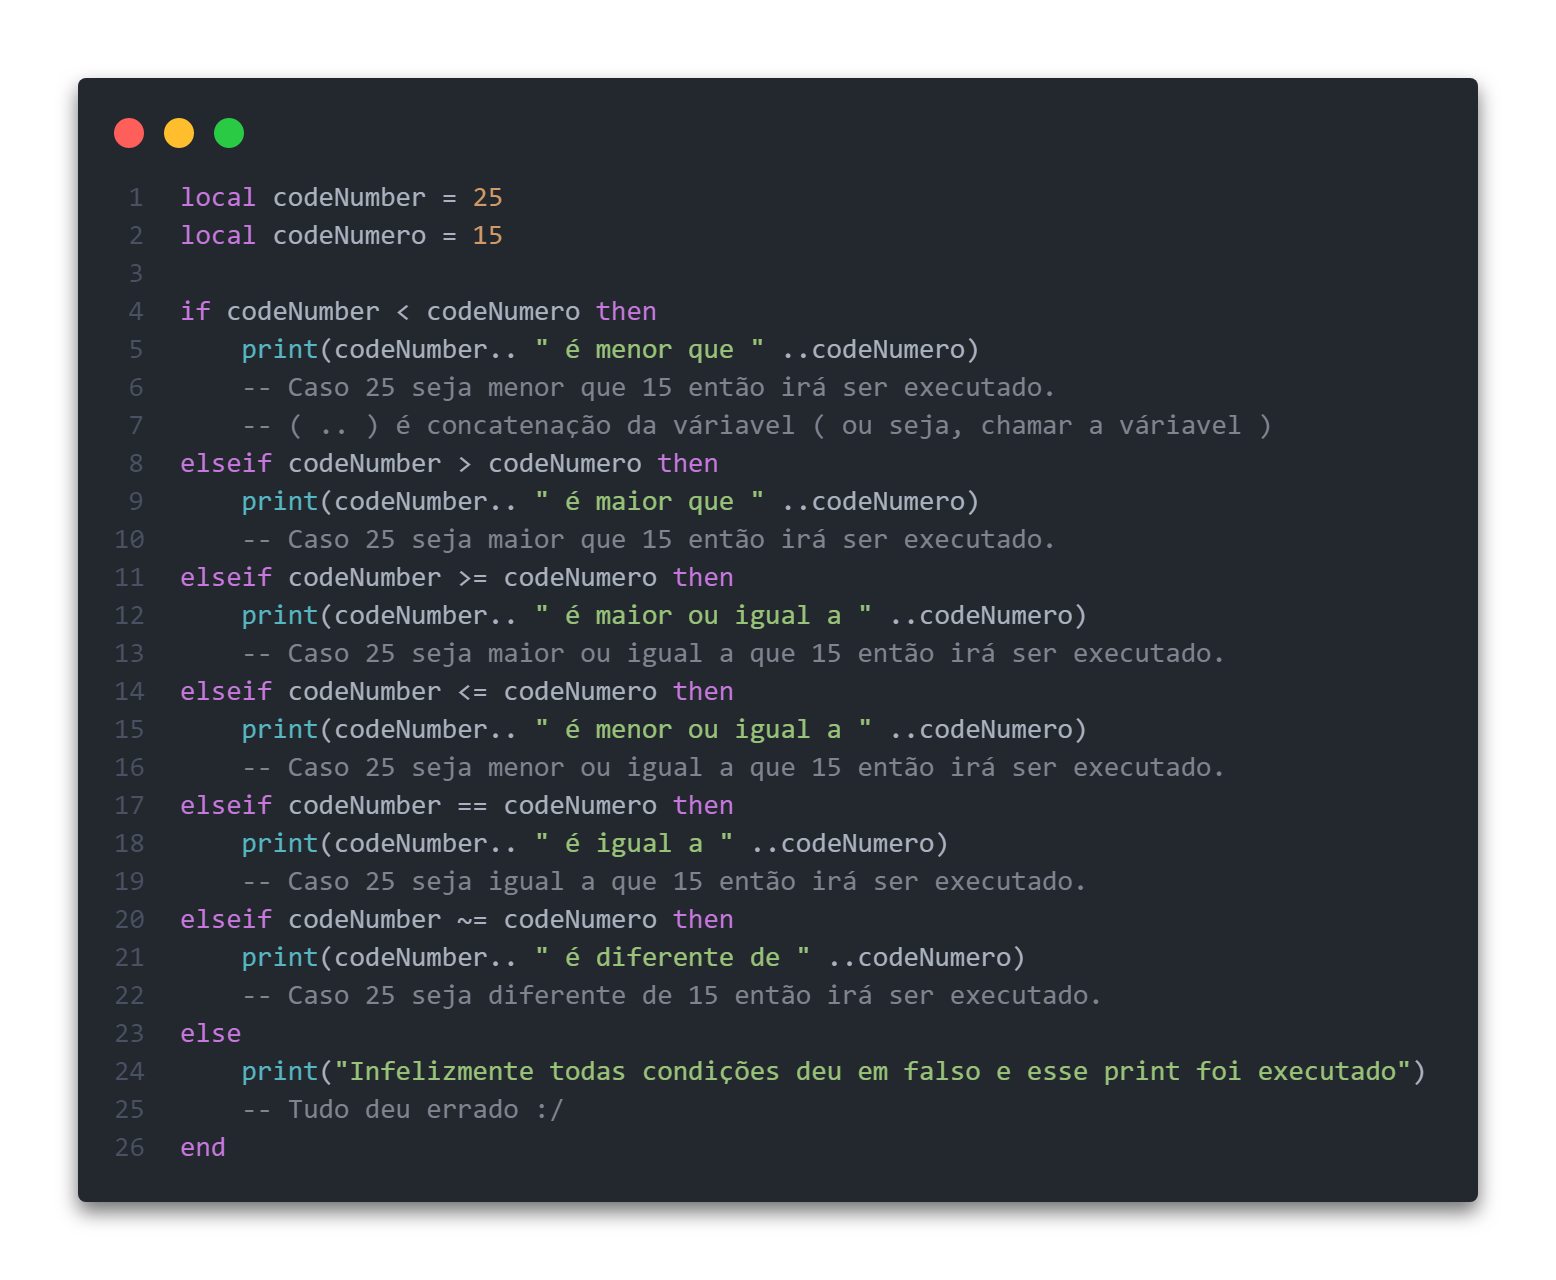 1 local codeNumber = 25
2 local codeNumero = 15
3
4 if codeNumber < codeNumero then
5     print(codeNumber.. " é menor que " ..codeNumero)
6     -- Caso 25 seja menor que 15 então irá ser executado.
7     -- ( .. ) é concatenação da váriavel ( ou seja, chamar a váriavel )
8 elseif codeNumber > codeNumero then
9     print(codeNumber.. " é maior que " ..codeNumero)
10     -- Caso 25 seja maior que 15 então irá ser executado.
11 elseif codeNumber >= codeNumero then
12     print(codeNumber.. " é maior ou igual a " ..codeNumero)
13     -- Caso 25 seja maior ou igual a que 15 então irá ser executado.
14 elseif codeNumber <= codeNumero then
15     print(codeNumber.. " é menor ou igual a " ..codeNumero)
16     -- Caso 25 seja menor ou igual a que 15 então irá ser executado.
17 elseif codeNumber == codeNumero then
18     print(codeNumber.. " é igual a " ..codeNumero)
19     -- Caso 25 seja igual a que 15 então irá ser executado.
20 elseif codeNumber ~= codeNumero then
21     print(codeNumber.. " é diferente de " ..codeNumero)
22     -- Caso 25 seja diferente de 15 então irá ser executado.
23 else
24     print("Infelizmente todas condições deu em falso e esse print foi executado")
25     -- Tudo deu errado :/
26 end